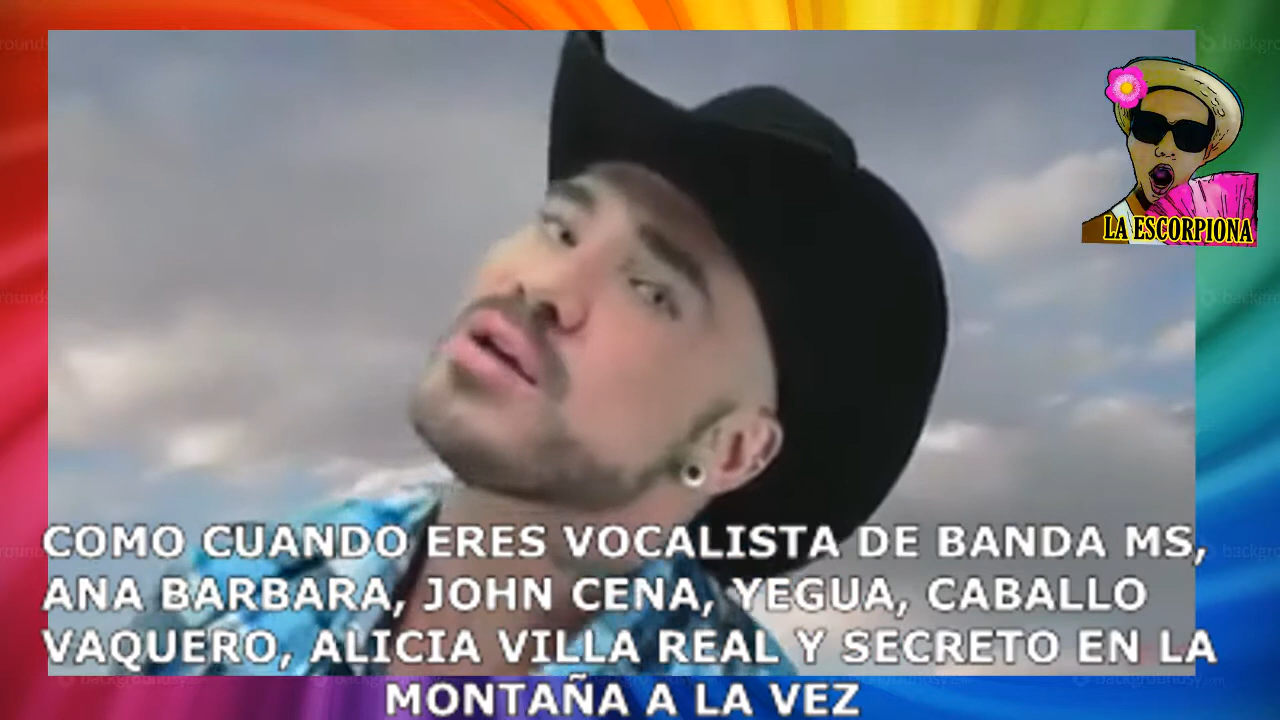 LA ESCORPIONA
COMO CUANDO ERES VOCALISTA DE BANDA MS,
ANA BARBARA, JOHN CENA, YEGUA, CABALLO
VAQUERO, ALICIA VILLA REAL Y SECRETO EN LA
MONTAÑA A LA VEZ